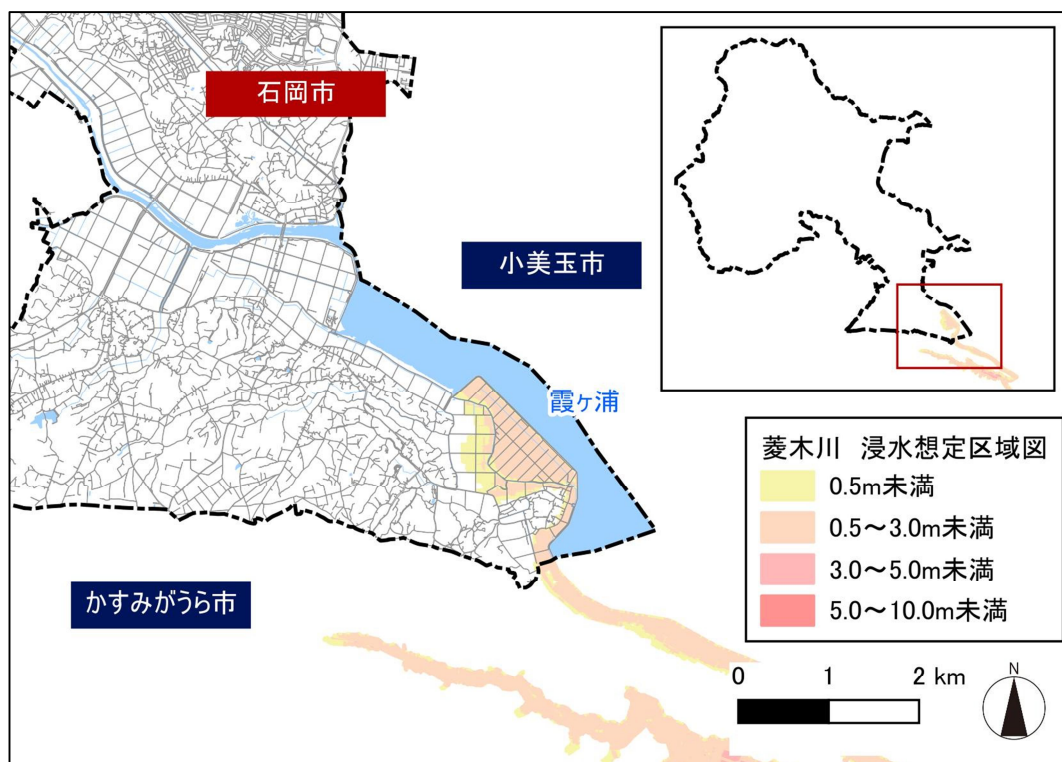 石岡市
小美玉市
霞ヶ浦
かすみがうら市
菱木川 浸水想定区域図
0.5m未満
0.5～3.0m未満
3.0～5.0m未満
5.0～10.0m未満
0 1 2 km
N